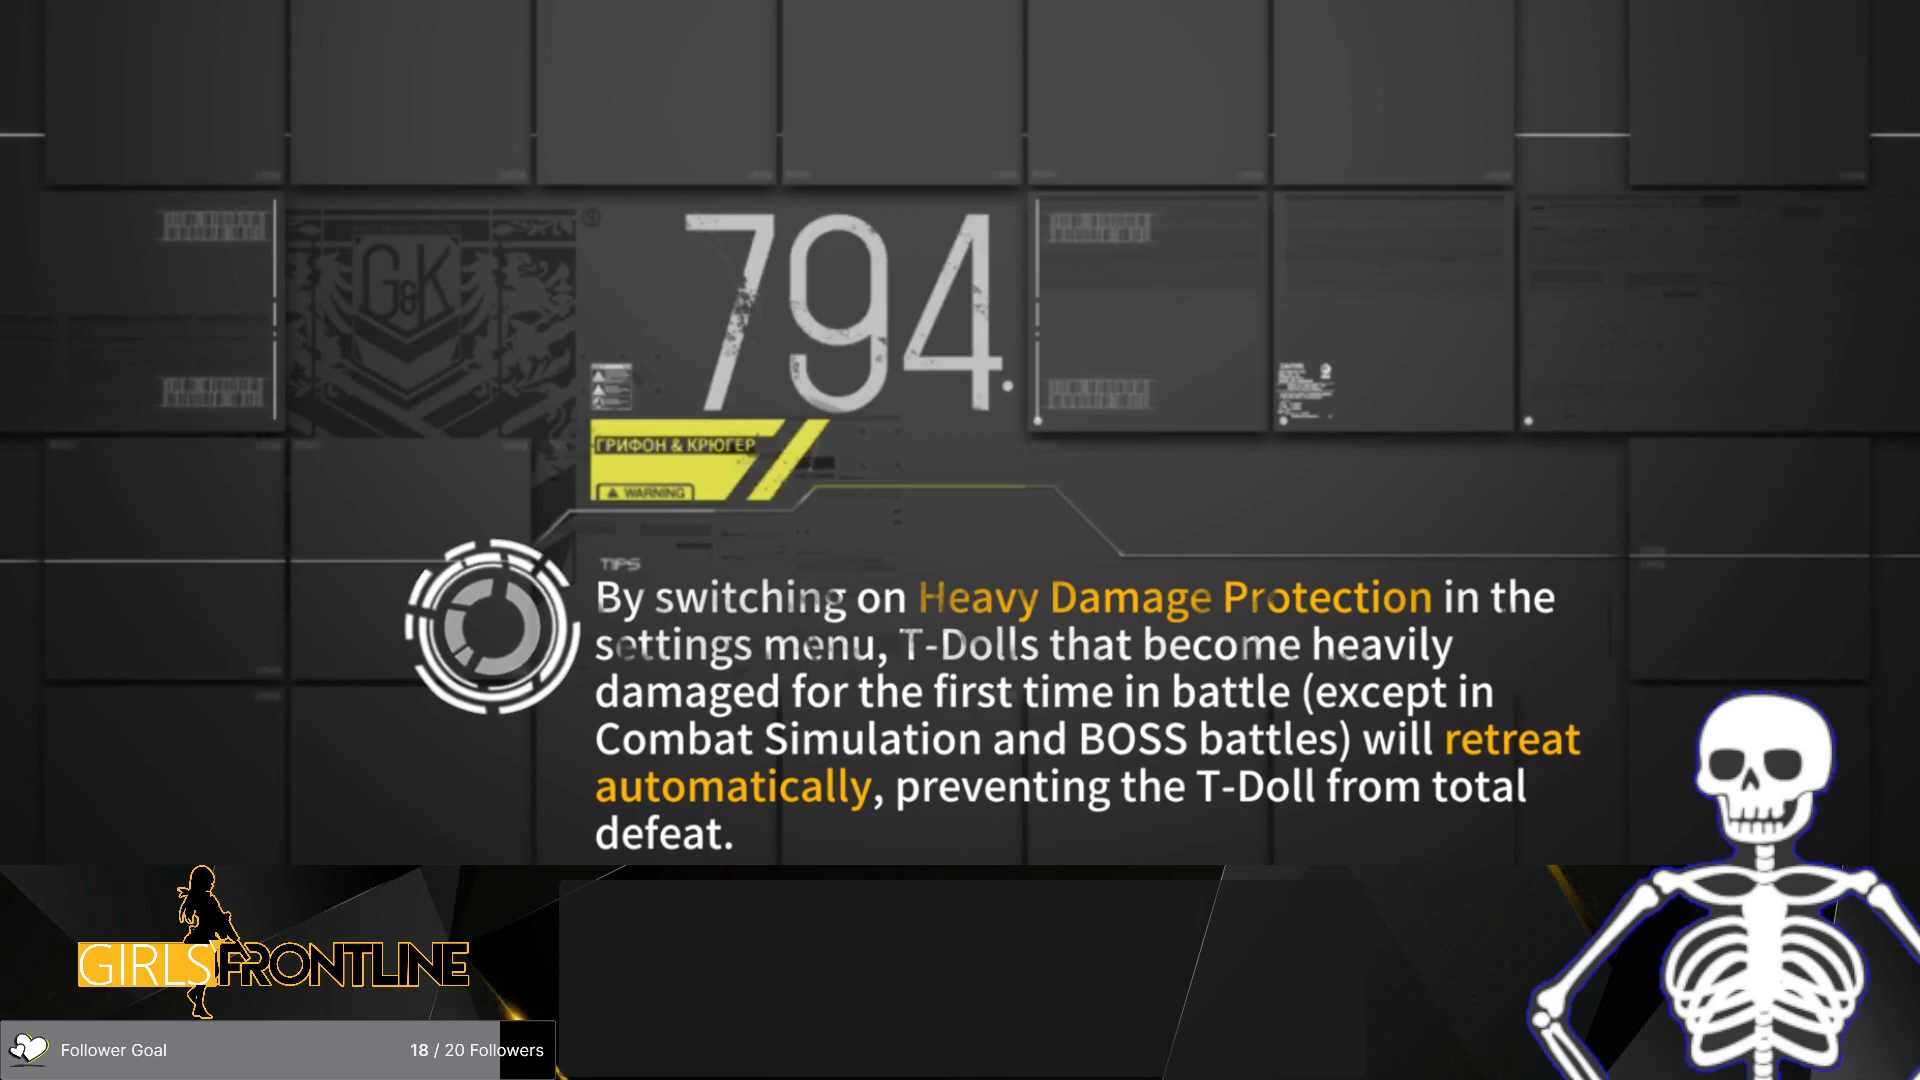 G&K
794.
ГРИФОН & КРЮГЕР
WARNING
TIPS
By switching on Heavy Damage Protection in the
settings menu, T-Dolls that become heavily
damaged for the first time in battle (except in
Combat Simulation and BOSS battles) will retreat
automatically, preventing the T-Doll from total
defeat.
GIRLS'FRONTLINE
Follower Goal
18 / 20 Followers